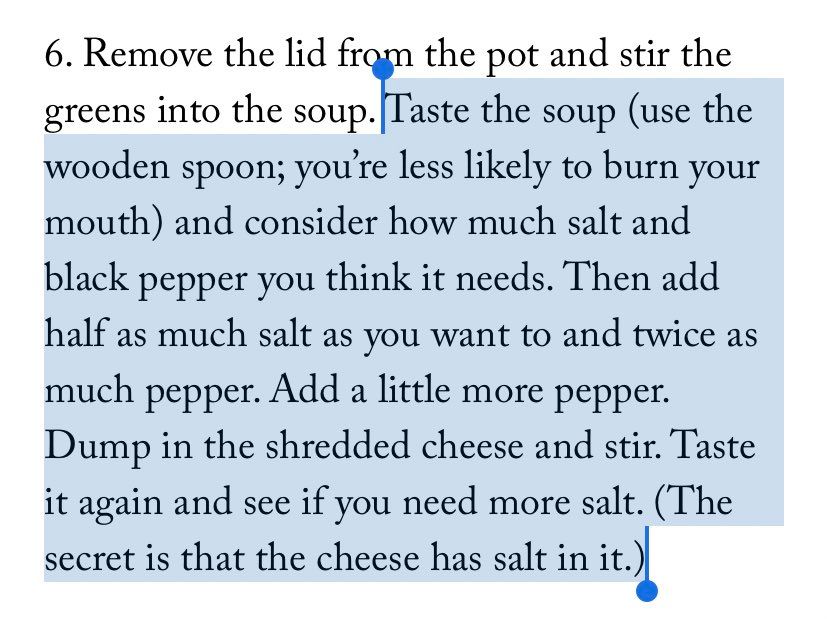 6. Remove the lid from the pot and stir the
greens into the soup. Taste the soup (use the
wooden spoon; you’re less likely to burn your
mouth) and consider how much salt and
black pepper you think it needs. Then add
half as much salt as you want to and twice as
much pepper. Add a little more pepper.
Dump in the shredded cheese and stir. Taste
it again and see if you need more salt. (The
secret is that the cheese has salt in it.)